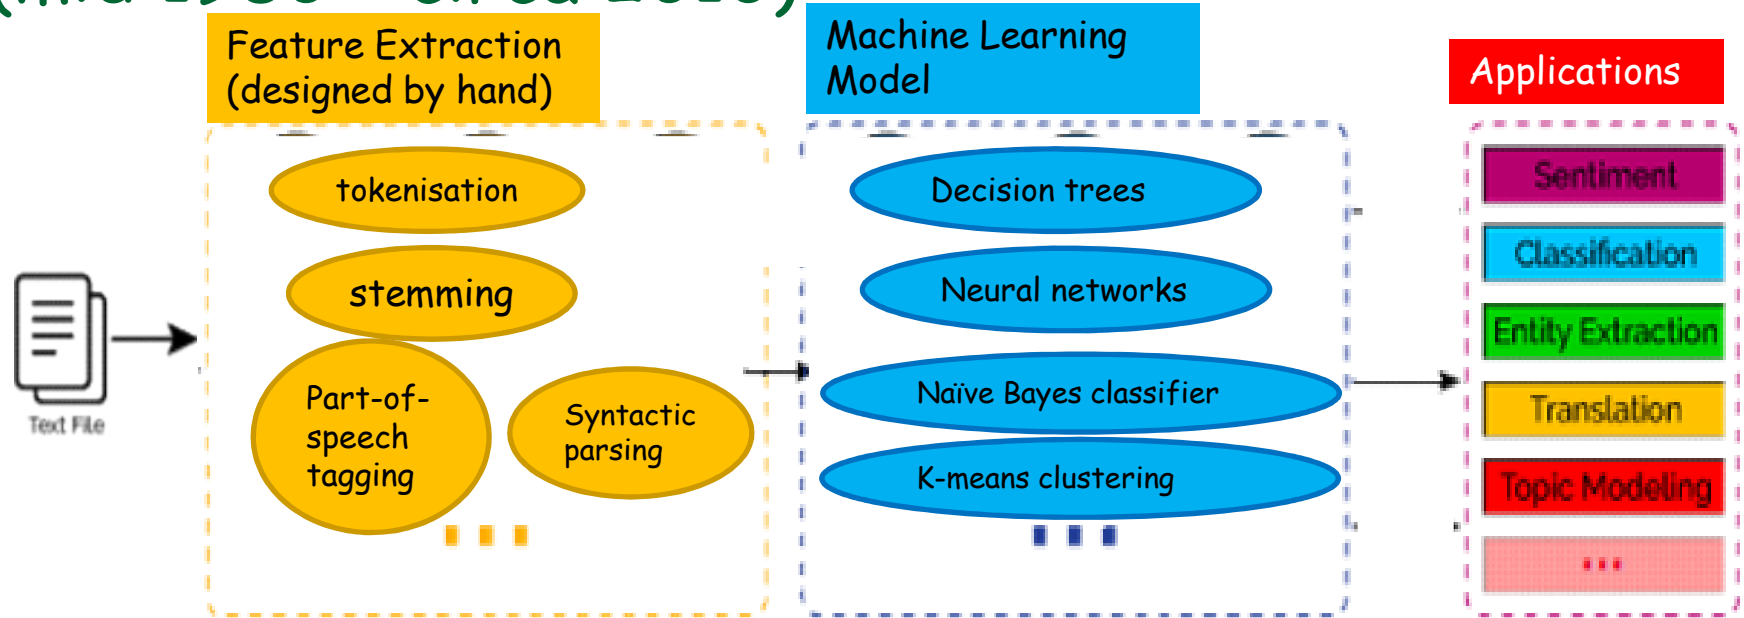 Feature Extraction
(designed by hand)
Machine Learning
Model
Applications
tokenisation
stemming
Part-of-
speech
tagging
Syntactic
parsing
Decision trees
Neural networks
Naïve Bayes classifier
K-means clustering
Sentiment
Classification
Entity Extraction
Translation
Topic Modeling
...
Text File